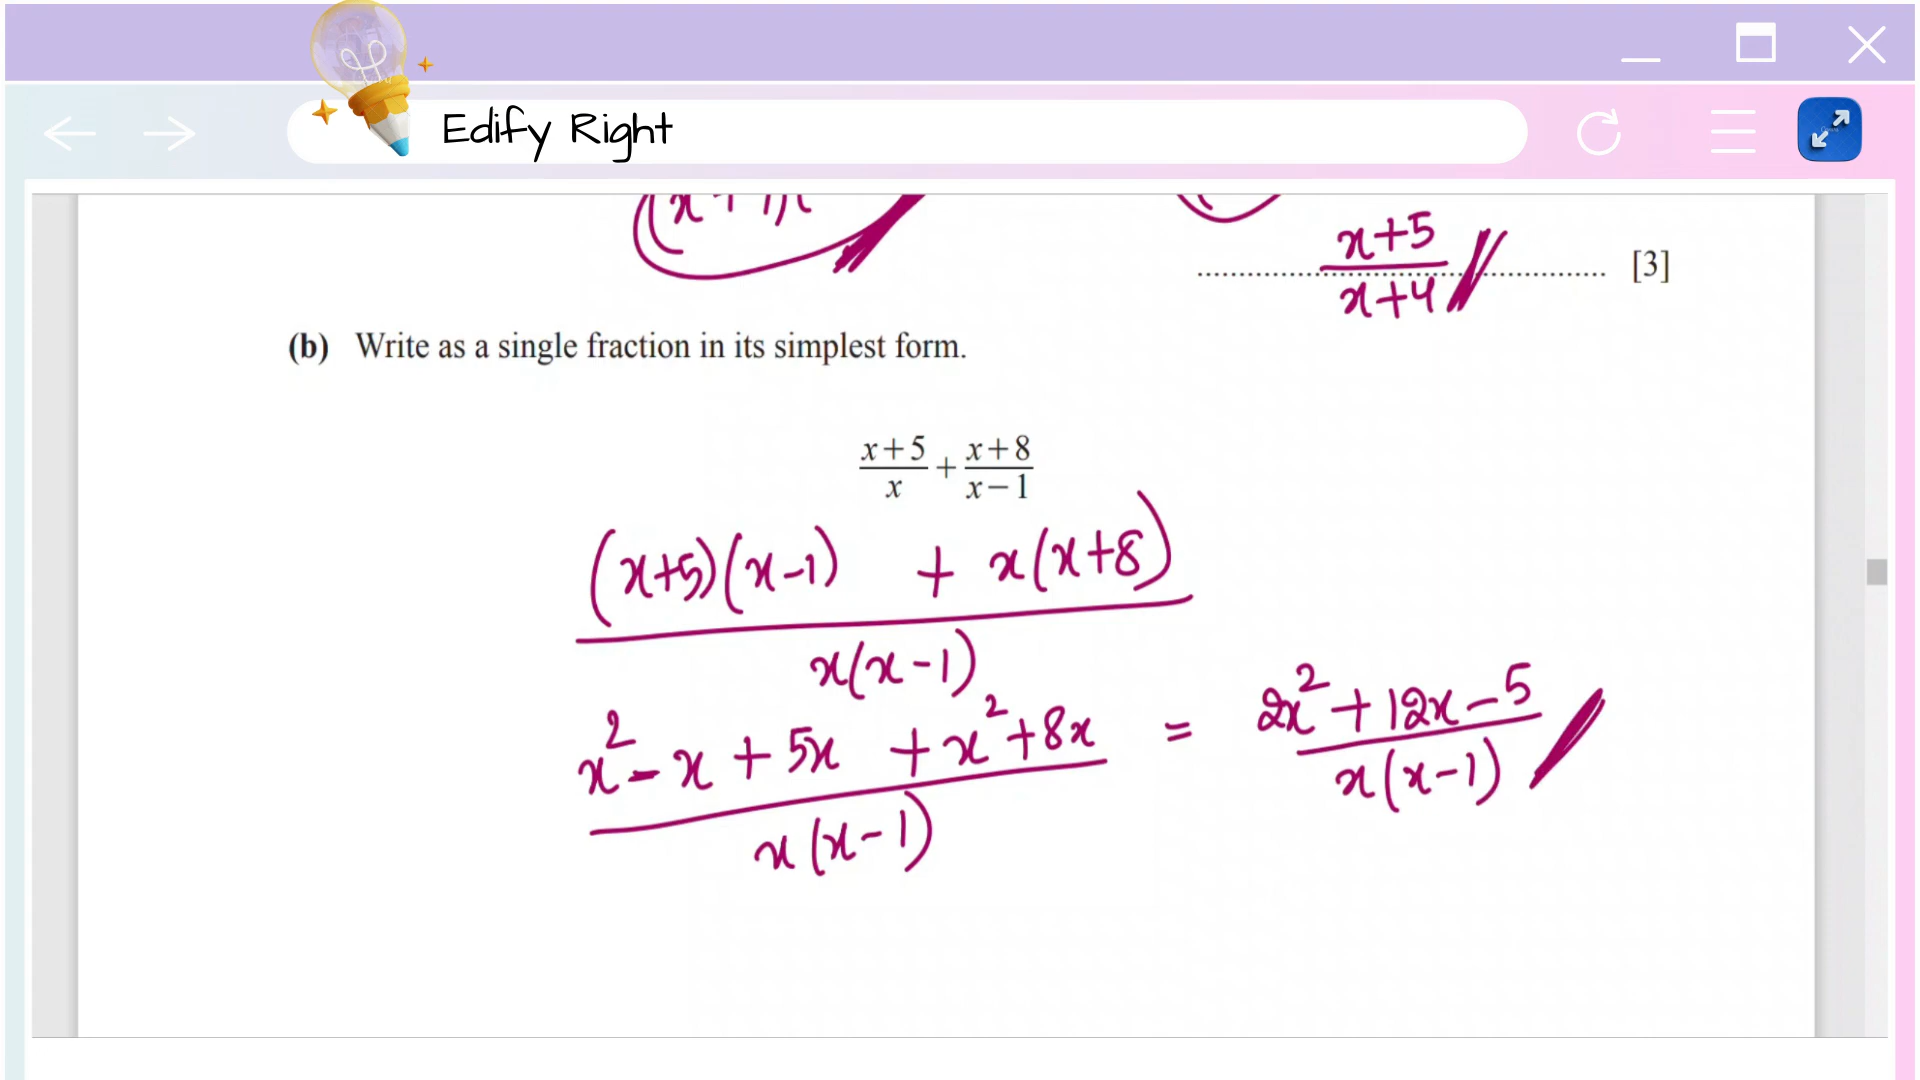 Edify Right
x+5
x+4
[3]
(b) Write as a single fraction in its simplest form.
x+5/x + x+8/x−1
(x+5)(x-1) + x(x+8)
x(x-1)
x² - x + 5x + x² + 8x = 2x² + 12x - 5
x(x-1) x(x-1)